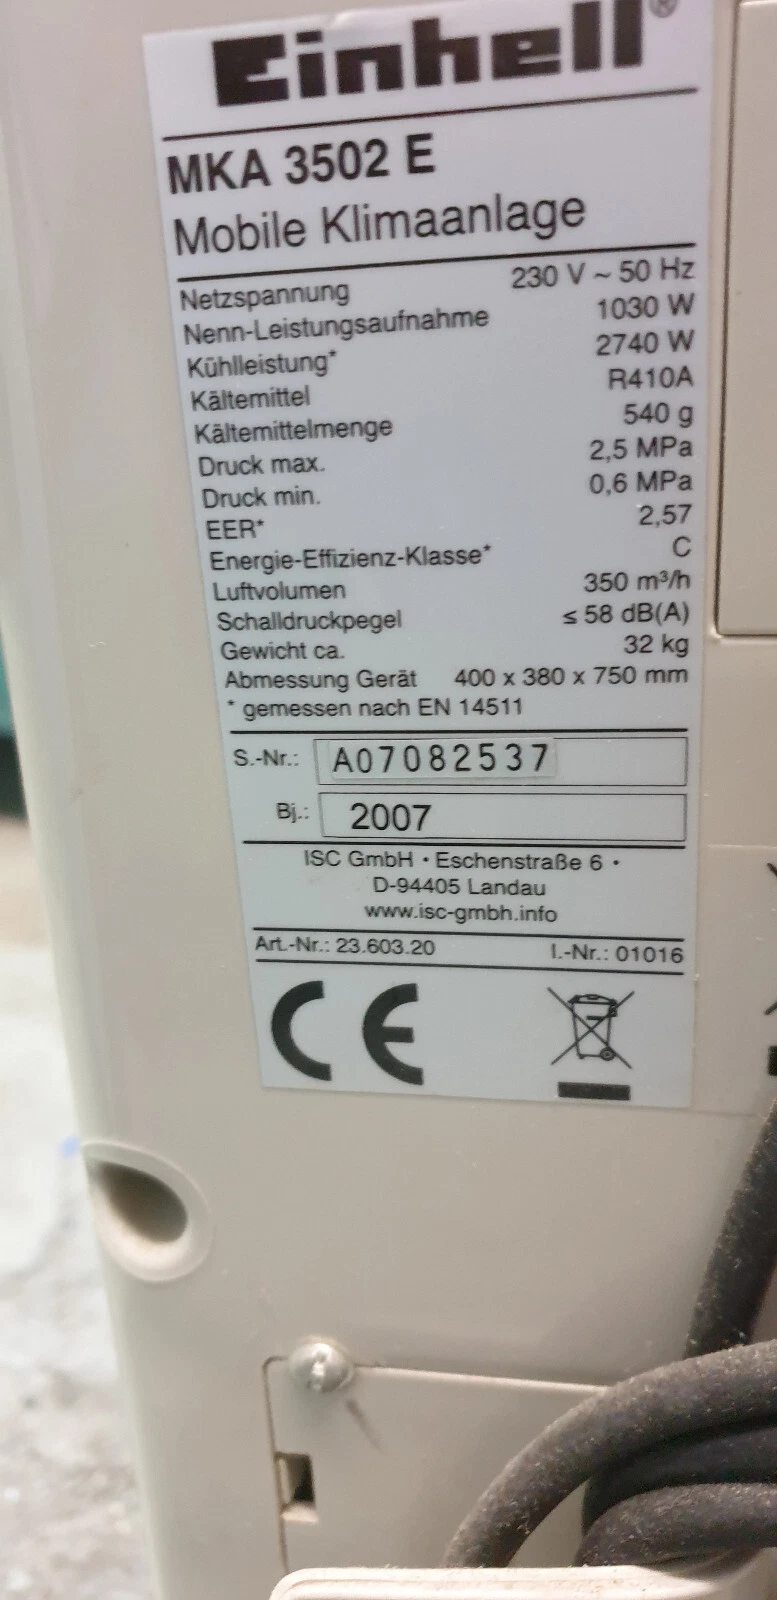 Einhell®
MKA 3502 E
Mobile Klimaanlage
Netzspannung 230 V ~ 50 Hz
Nenn-Leistungsaufnahme 1030 W
Kühlleistung* 2740 W
Kältemittel R410A
Kältemittelmenge 540 g
Druck max. 2,5 MPa
Druck min. 0,6 MPa
EER* 2,57
Energie-Effizienz-Klasse* C
Luftvolumen 350 m³/h
Schalldruckpegel ≤ 58 dB(A)
Gewicht ca. 32 kg
Abmessung Gerät 400 x 380 x 750 mm
* gemessen nach EN 14511
S.-Nr.: A07082537
Bj.: 2007
ISC GmbH · Eschenstraße 6 ·
D-94405 Landau
www.isc-gmbh.info
Art.-Nr.: 23.603.20 I.-Nr.: 01016
CE